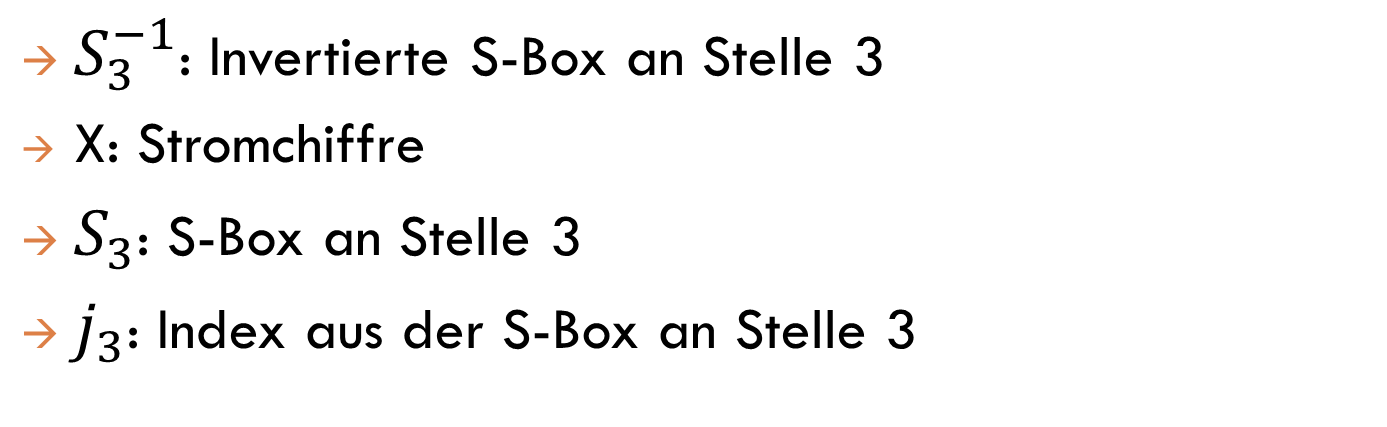 → $S_3^{-1}$: Invertierte S-Box an Stelle 3
→ X: Stromchiffre
→ $S_3$: S-Box an Stelle 3
→ $j_3$: Index aus der S-Box an Stelle 3